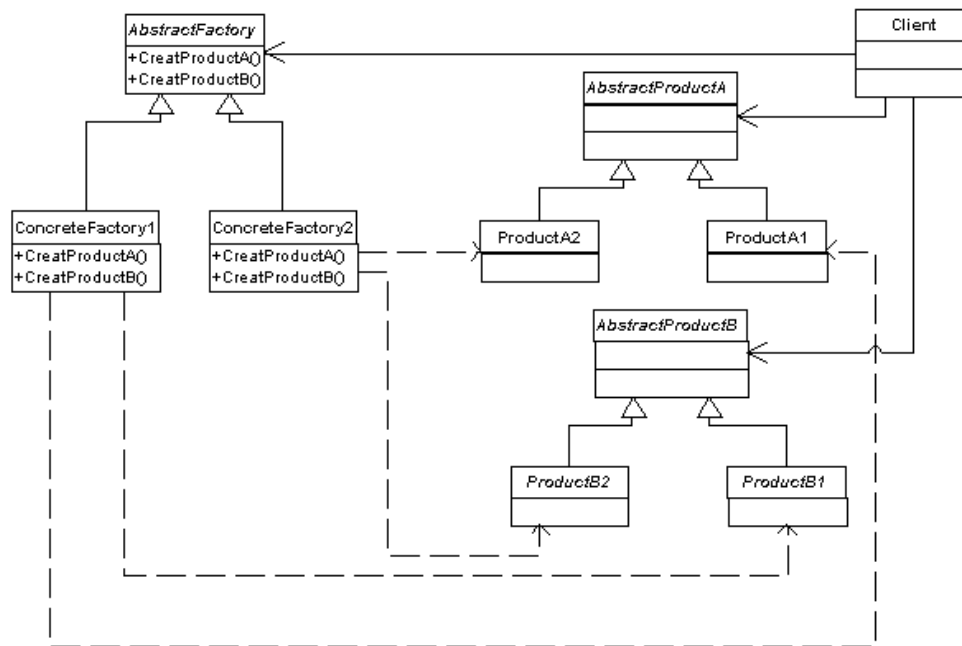 AbstractFactory
+CreatProductA()
+CreatProductB()
Client
AbstractProductA
ConcreteFactory1
+CreatProductA()
+CreatProductB()
ConcreteFactory2
+CreatProductA()
+CreatProductB()
ProductA2
ProductA1
AbstractProductB
ProductB2
ProductB1